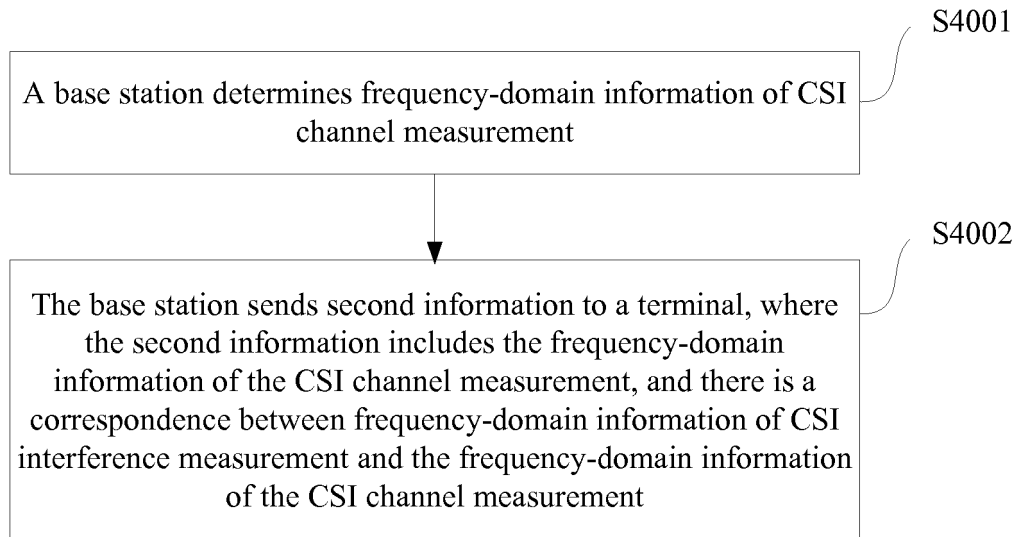 S4001
A base station determines frequency-domain information of CSI
channel measurement
S4002
The base station sends second information to a terminal, where
the second information includes the frequency-domain
information of the CSI channel measurement, and there is a
correspondence between frequency-domain information of CSI
interference measurement and the frequency-domain information
of the CSI channel measurement